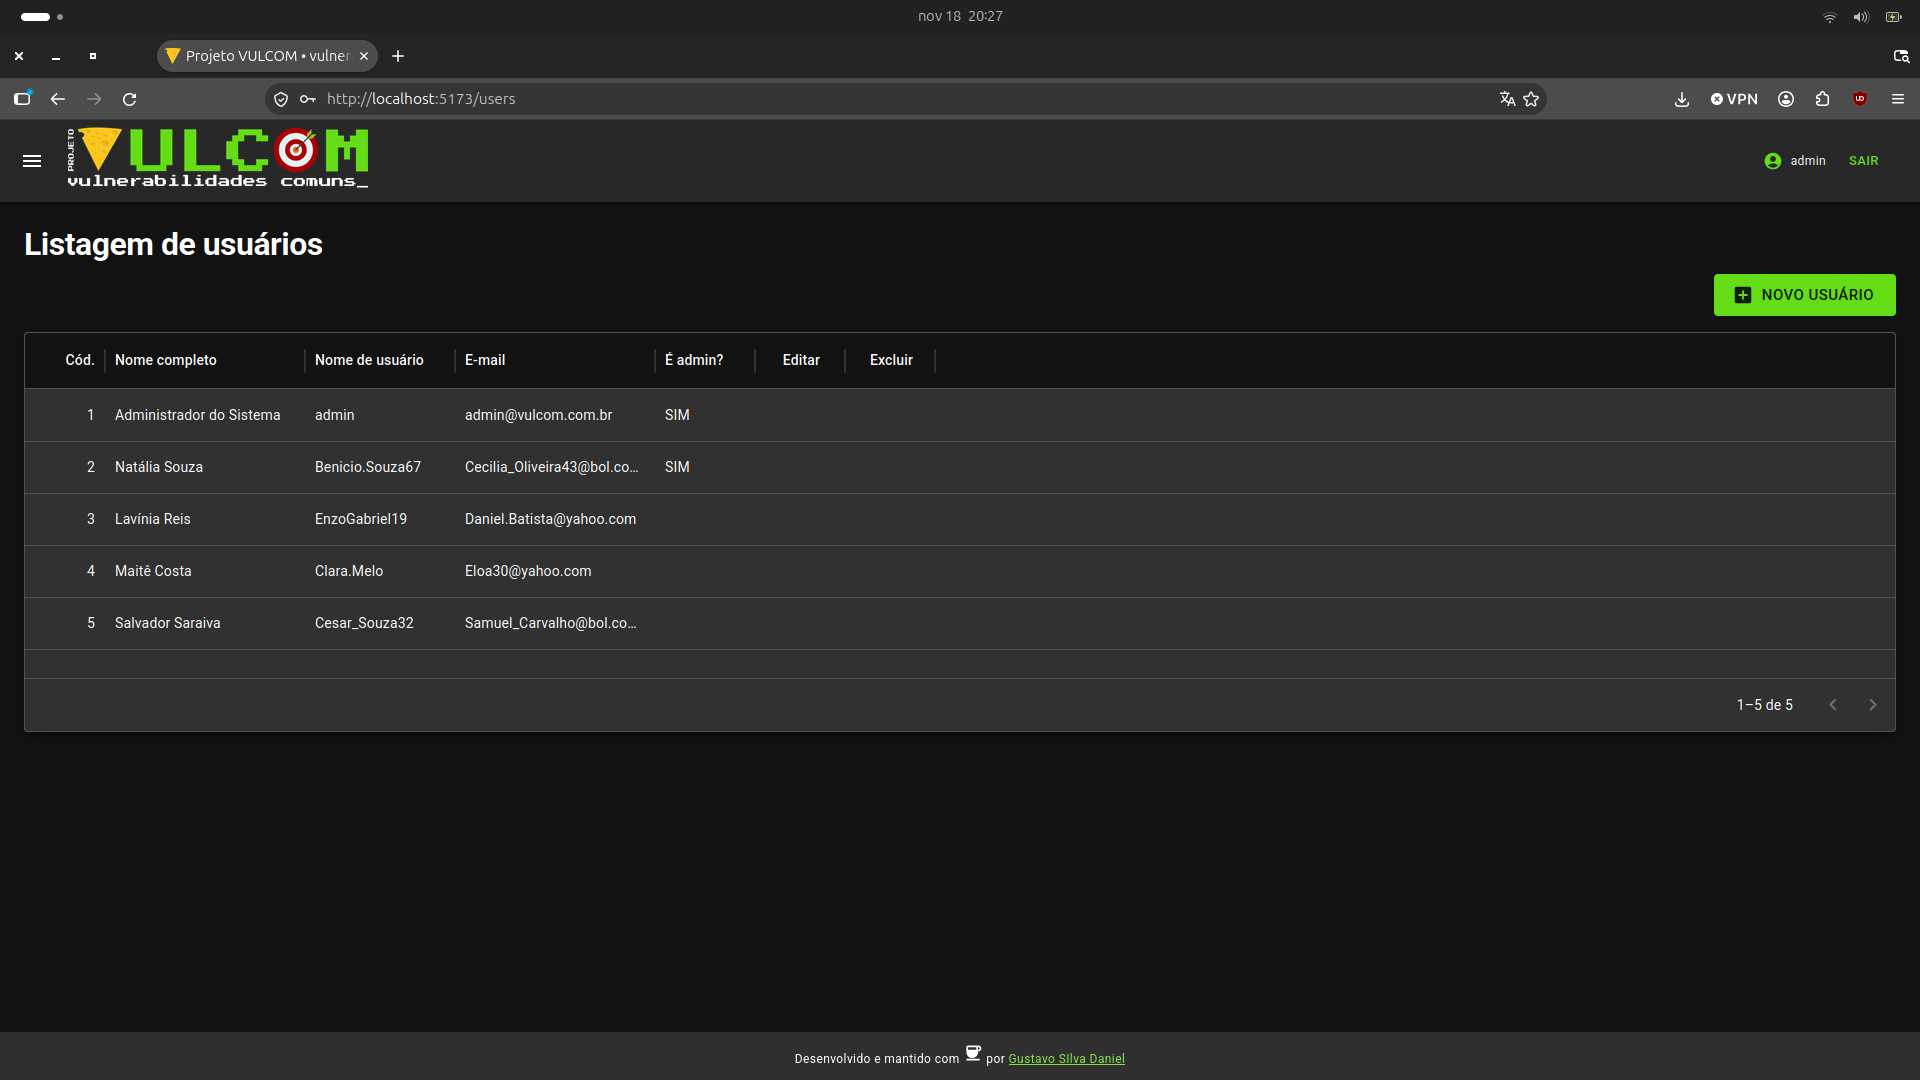 nov 18 20:27
Projeto VULCOM • vulner
http://localhost:5173/users
VPN
PROJETO
VULCOM
vulnerabilidades comuns_
admin
SAIR
Listagem de usuários
NOVO USUÁRIO
Cód. Nome completo Nome de usuário E-mail É admin? Editar Excluir
1 Administrador do Sistema admin admin@vulcom.com.br SIM
2 Natália Souza Benicio.Souza67 Cecilia_Oliveira43@bol.co... SIM
3 Lavínia Reis EnzoGabriel19 Daniel.Batista@yahoo.com
4 Maitê Costa Clara.Melo Eloa30@yahoo.com
5 Salvador Saraiva Cesar_Souza32 Samuel_Carvalho@bol.co...
1–5 de 5
Desenvolvido e mantido com por Gustavo SIlva Daniel